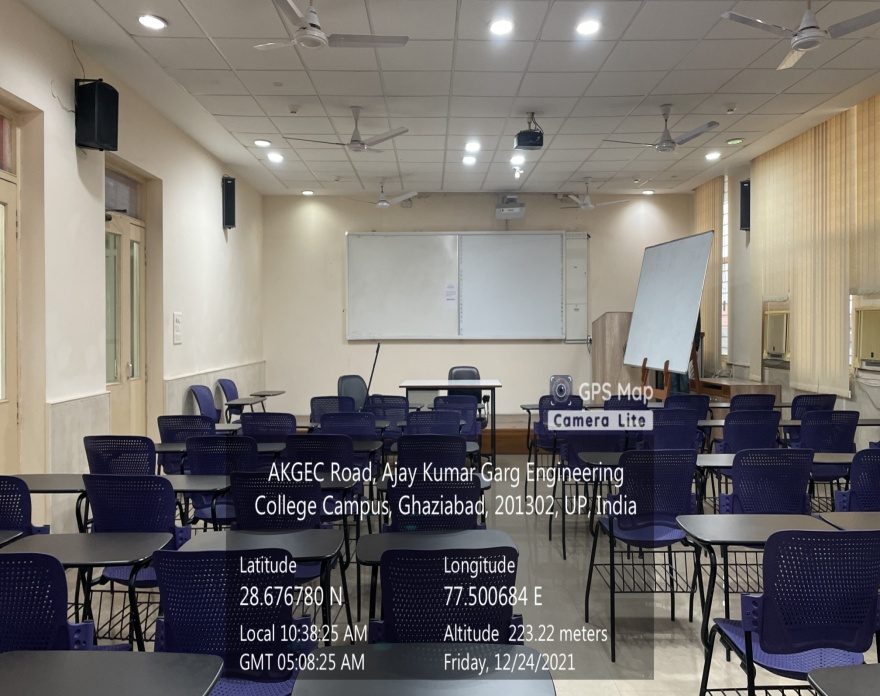 GPS Map
Camera Lite
AKGEC Road, Ajay Kumar Garg Engineering
College Campus, Ghaziabad, 201302, UP, India
Latitude
28.676780 N
Local 10:38:25 AM
GMT 05:08:25 AM
Longitude
77.500684 E
Altitude 223.22 meters
Friday, 12/24/2021